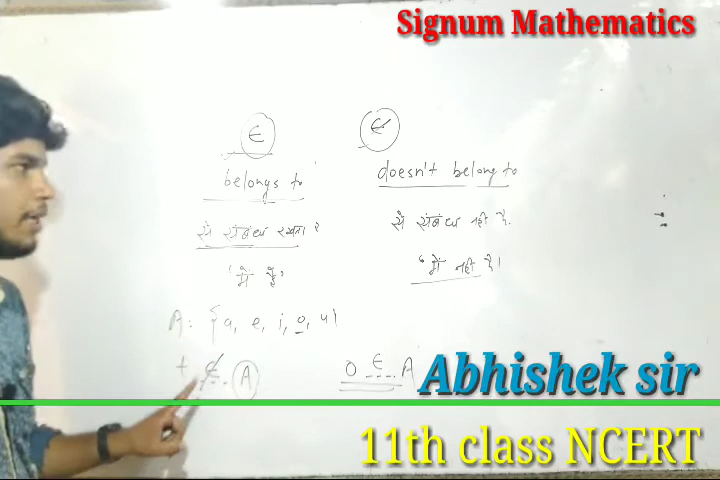 Signum Mathematics
∈ ∉
belongs to doesn't belong to
से संबंध रखता है से संबंध नहीं है.
'में है' 'में नहीं है।
A: {a, e, i, o, u}
t ∉ A o ∈ A
Abhishek sir
11th class NCERT